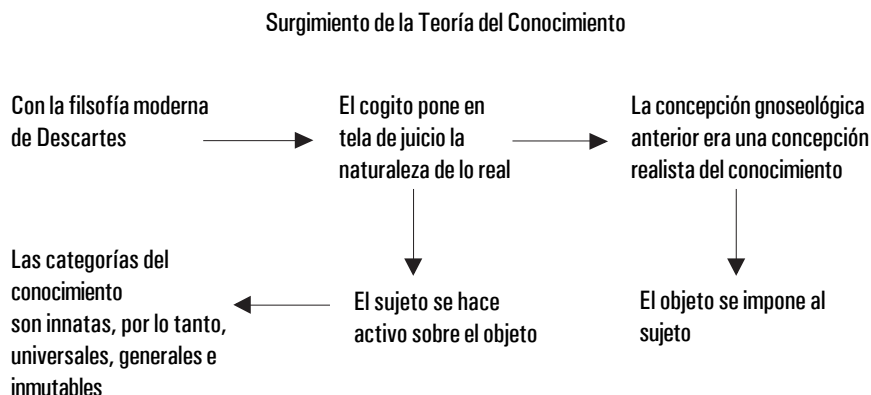 Surgimiento de la Teoría del Conocimiento
Con la filsofía moderna
de Descartes
El cogito pone en
tela de juicio la
naturaleza de lo real
La concepción gnoseológica
anterior era una concepción
realista del conocimiento
Las categorías del
conocimiento
son innatas, por lo tanto,
universales, generales e
inmutables
El sujeto se hace
activo sobre el objeto
El objeto se impone al
sujeto